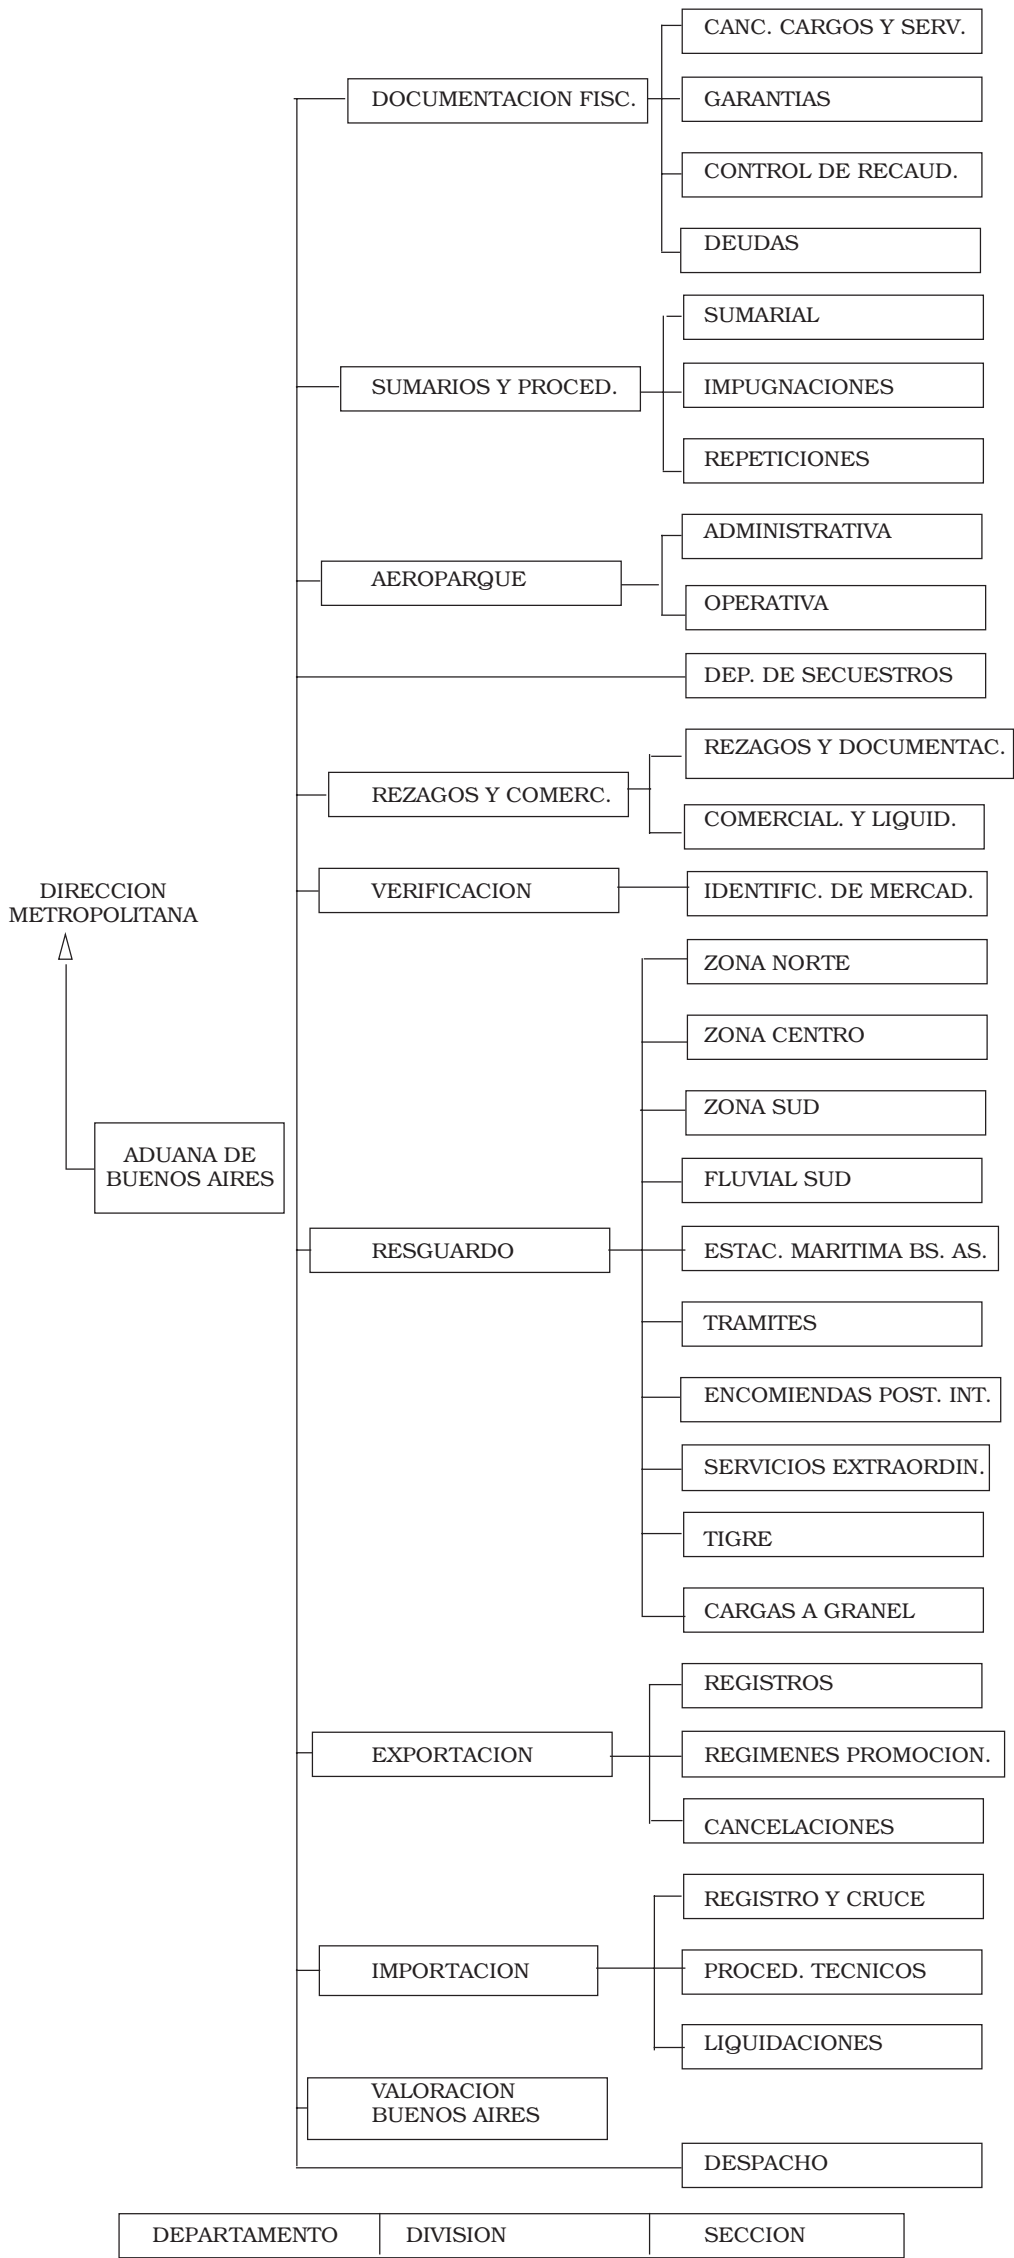 CANC. CARGOS Y SERV.
DOCUMENTACION FISC.
GARANTIAS
CONTROL DE RECAUD.
DEUDAS
SUMARIAL
SUMARIOS Y PROCED.
IMPUGNACIONES
REPETICIONES
ADMINISTRATIVA
AEROPARQUE
OPERATIVA
DEP. DE SECUESTROS
REZAGOS Y DOCUMENTAC.
REZAGOS Y COMERC.
COMERCIAL. Y LIQUID.
DIRECCION
METROPOLITANA
VERIFICACION
IDENTIFIC. DE MERCAD.
ZONA NORTE
ZONA CENTRO
ZONA SUD
ADUANA DE
BUENOS AIRES
FLUVIAL SUD
RESGUARDO
ESTAC. MARITIMA BS. AS.
TRAMITES
ENCOMIENDAS POST. INT.
SERVICIOS EXTRAORDIN.
TIGRE
CARGAS A GRANEL
REGISTROS
EXPORTACION
REGIMENES PROMOCION.
CANCELACIONES
REGISTRO Y CRUCE
IMPORTACION
PROCED. TECNICOS
LIQUIDACIONES
VALORACION
BUENOS AIRES
DESPACHO
DEPARTAMENTO DIVISION SECCION